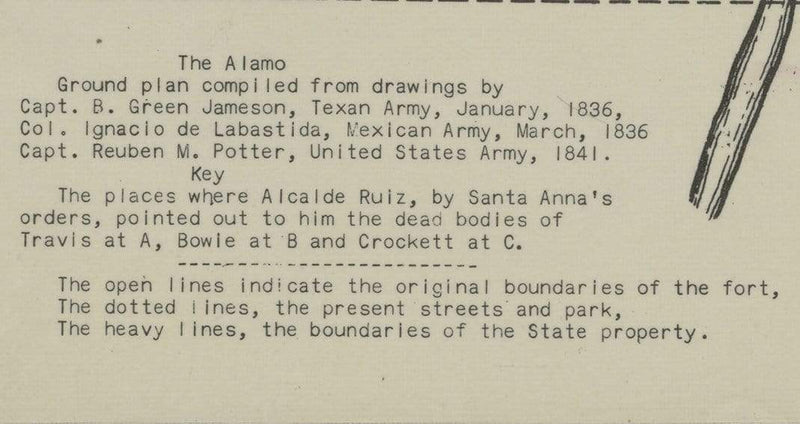 The Alamo
Ground plan compiled from drawings by
Capt. B. Green Jameson, Texan Army, January, 1836,
Col. Ignacio de Labastida, Mexican Army, March, 1836
Capt. Reuben M. Potter, United States Army, 1841.
Key
The places where Alcalde Ruiz, by Santa Anna's
orders, pointed out to him the dead bodies of
Travis at A, Bowie at B and Crockett at C.
The open lines indicate the original boundaries of the fort,
The dotted lines, the present streets and park,
The heavy lines, the boundaries of the State property.